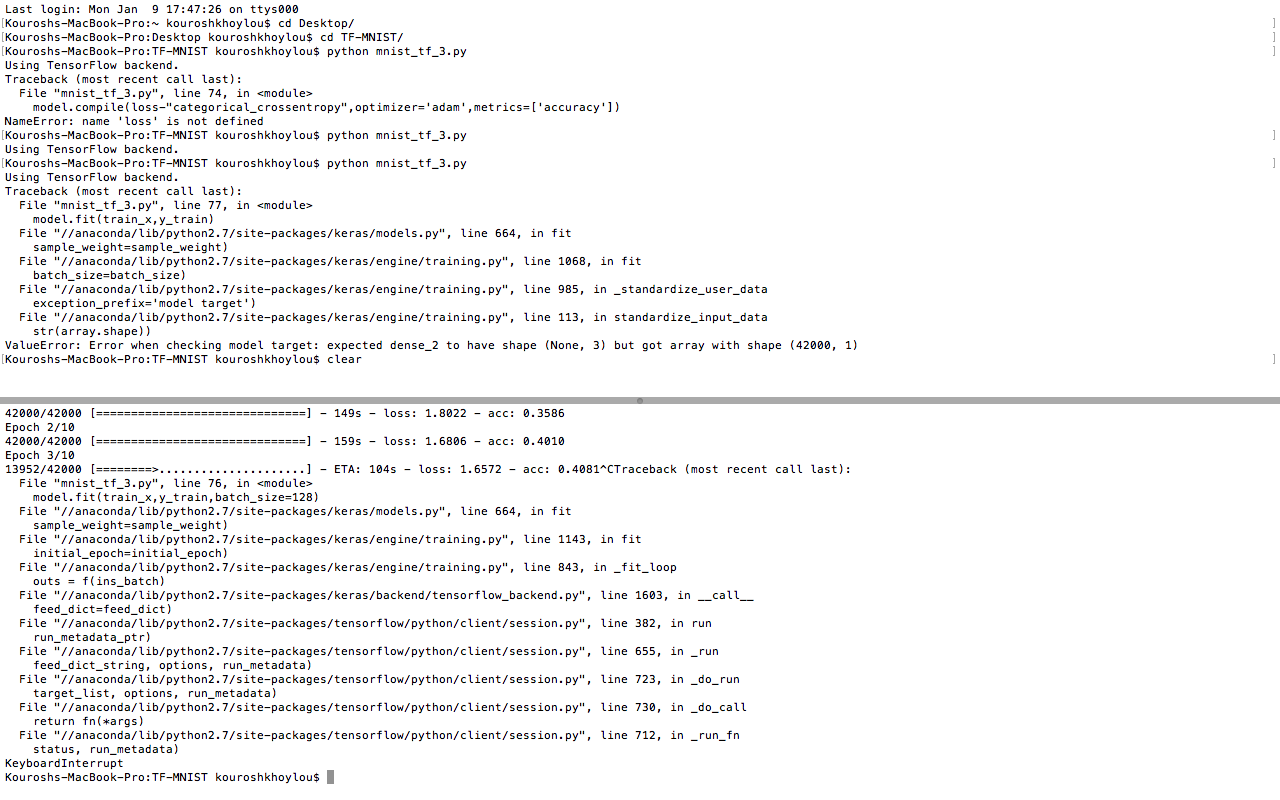 Last login: Mon Jan  9 17:47:26 on ttys000
[Kouroshs-MacBook-Pro:~ kouroshkhoylou$ cd Desktop/ ]
[Kouroshs-MacBook-Pro:Desktop kouroshkhoylou$ cd TF-MNIST/ ]
[Kouroshs-MacBook-Pro:TF-MNIST kouroshkhoylou$ python mnist_tf_3.py ]
Using TensorFlow backend.
Traceback (most recent call last):
  File "mnist_tf_3.py", line 74, in <module>
    model.compile(loss-"categorical_crossentropy",optimizer='adam',metrics=['accuracy'])
NameError: name 'loss' is not defined
[Kouroshs-MacBook-Pro:TF-MNIST kouroshkhoylou$ python mnist_tf_3.py ]
Using TensorFlow backend.
[Kouroshs-MacBook-Pro:TF-MNIST kouroshkhoylou$ python mnist_tf_3.py ]
Using TensorFlow backend.
Traceback (most recent call last):
  File "mnist_tf_3.py", line 77, in <module>
    model.fit(train_x,y_train)
  File "//anaconda/lib/python2.7/site-packages/keras/models.py", line 664, in fit
    sample_weight=sample_weight)
  File "//anaconda/lib/python2.7/site-packages/keras/engine/training.py", line 1068, in fit
    batch_size=batch_size)
  File "//anaconda/lib/python2.7/site-packages/keras/engine/training.py", line 985, in _standardize_user_data
    exception_prefix='model target')
  File "//anaconda/lib/python2.7/site-packages/keras/engine/training.py", line 113, in standardize_input_data
    str(array.shape))
ValueError: Error when checking model target: expected dense_2 to have shape (None, 3) but got array with shape (42000, 1)
[Kouroshs-MacBook-Pro:TF-MNIST kouroshkhoylou$ clear ]
42000/42000 [==============================] - 149s - loss: 1.8022 - acc: 0.3586
Epoch 2/10
42000/42000 [==============================] - 159s - loss: 1.6806 - acc: 0.4010
Epoch 3/10
13952/42000 [========>.....................] - ETA: 104s - loss: 1.6572 - acc: 0.4081^CTraceback (most recent call last):
  File "mnist_tf_3.py", line 76, in <module>
    model.fit(train_x,y_train,batch_size=128)
  File "//anaconda/lib/python2.7/site-packages/keras/models.py", line 664, in fit
    sample_weight=sample_weight)
  File "//anaconda/lib/python2.7/site-packages/keras/engine/training.py", line 1143, in fit
    initial_epoch=initial_epoch)
  File "//anaconda/lib/python2.7/site-packages/keras/engine/training.py", line 843, in _fit_loop
    outs = f(ins_batch)
  File "//anaconda/lib/python2.7/site-packages/keras/backend/tensorflow_backend.py", line 1603, in __call__
    feed_dict=feed_dict)
  File "//anaconda/lib/python2.7/site-packages/tensorflow/python/client/session.py", line 382, in run
    run_metadata_ptr)
  File "//anaconda/lib/python2.7/site-packages/tensorflow/python/client/session.py", line 655, in _run
    feed_dict_string, options, run_metadata)
  File "//anaconda/lib/python2.7/site-packages/tensorflow/python/client/session.py", line 723, in _do_run
    target_list, options, run_metadata)
  File "//anaconda/lib/python2.7/site-packages/tensorflow/python/client/session.py", line 730, in _do_call
    return fn(*args)
  File "//anaconda/lib/python2.7/site-packages/tensorflow/python/client/session.py", line 712, in _run_fn
    status, run_metadata)
KeyboardInterrupt
Kouroshs-MacBook-Pro:TF-MNIST kouroshkhoylou$